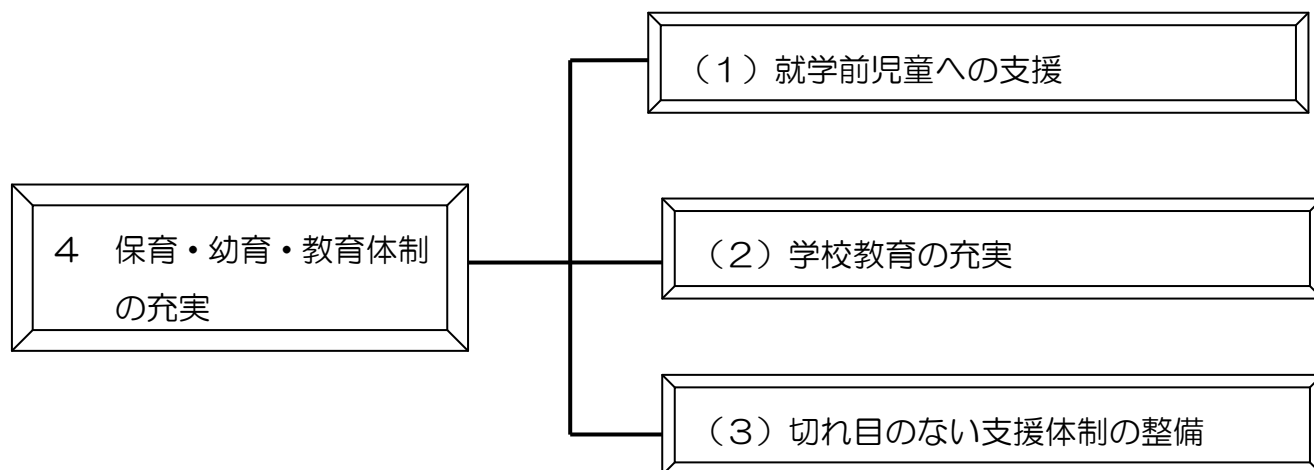 （1）就学前児童への支援
4　保育・幼育・教育体制
の充実
（2）学校教育の充実
（3）切れ目のない支援体制の整備